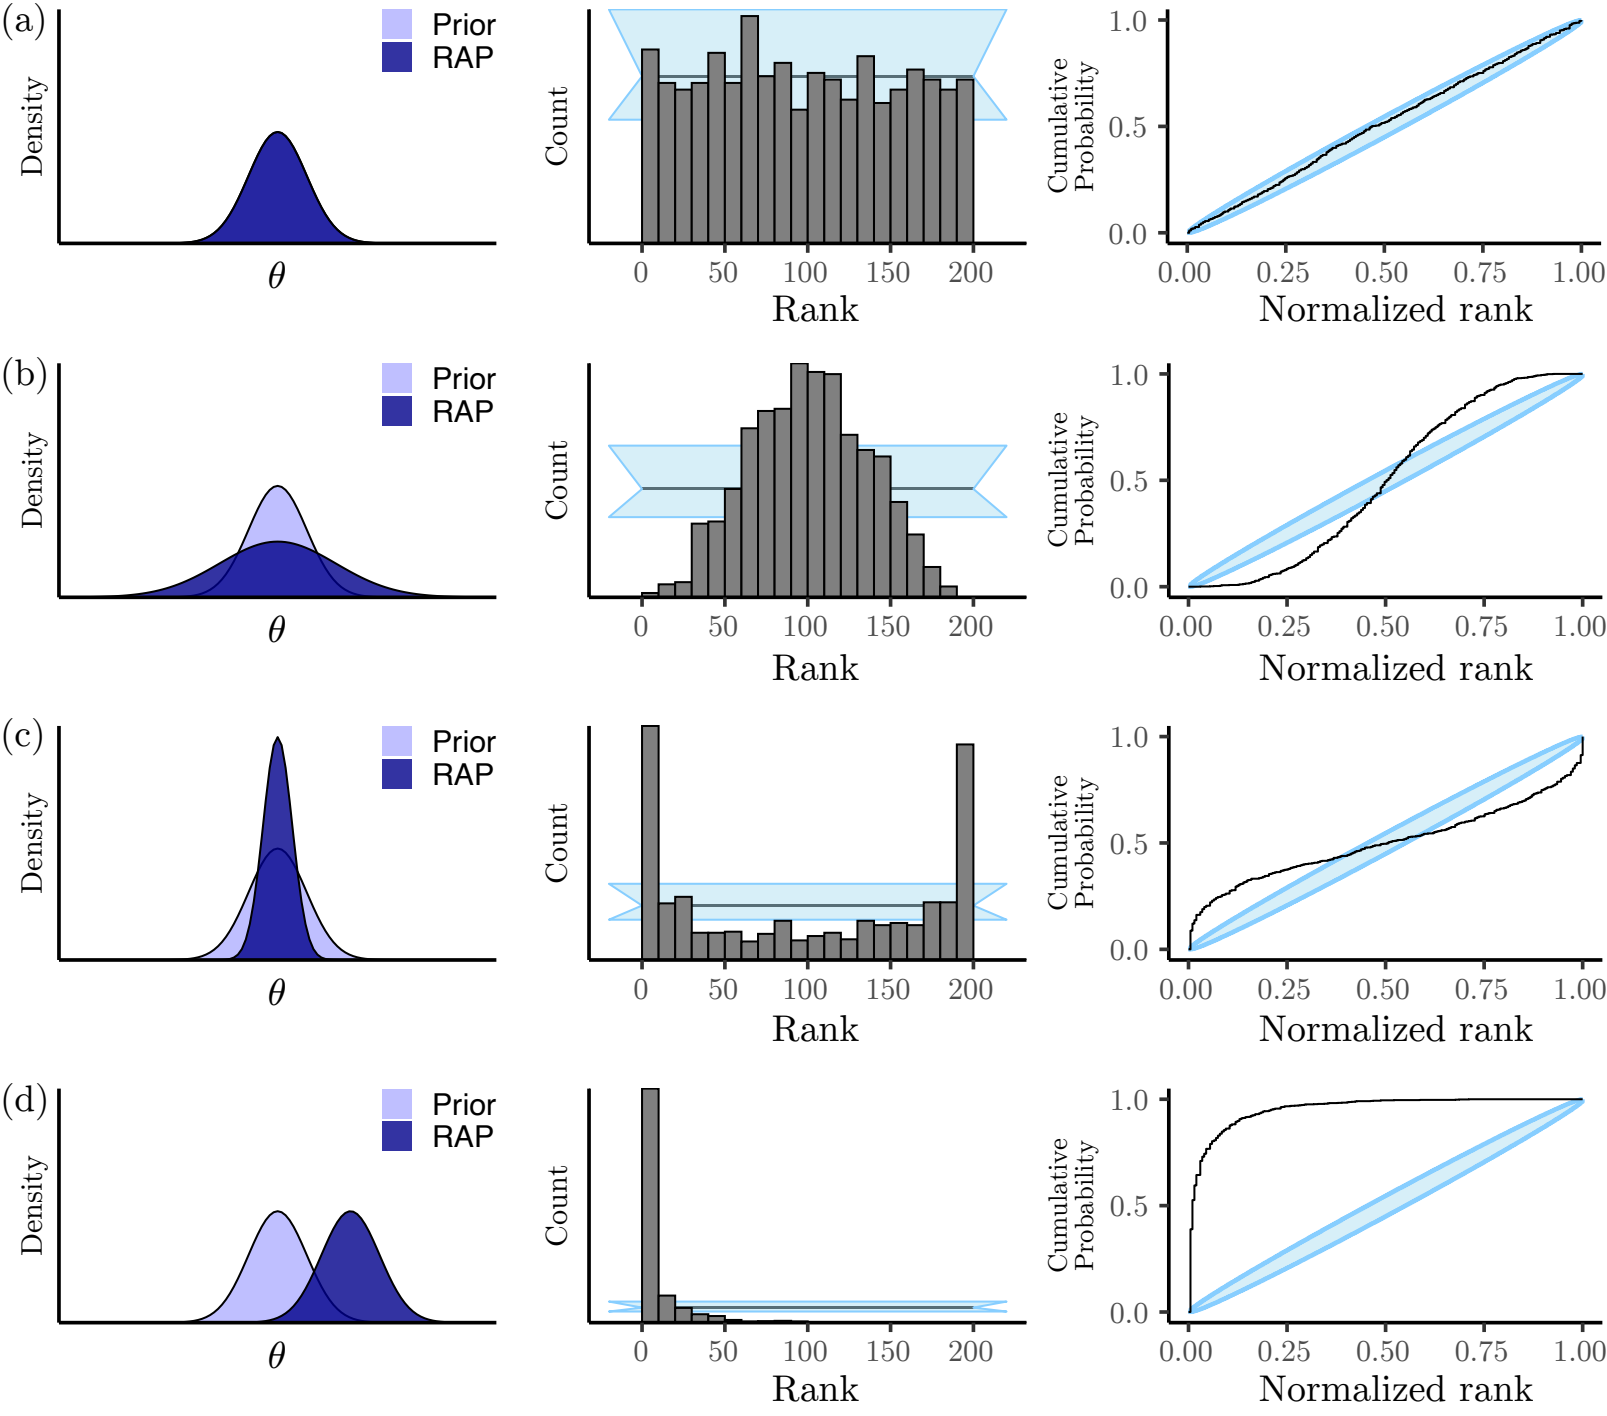 (a)
Prior
RAP
Density
θ
Count
0 50 100 150 200
Rank
Cumulative
Probability
1.0
0.5
0.0
0.00 0.25 0.50 0.75 1.00
Normalized rank
(b)
Prior
RAP
Density
θ
Count
0 50 100 150 200
Rank
Cumulative
Probability
1.0
0.5
0.0
0.00 0.25 0.50 0.75 1.00
Normalized rank
(c)
Prior
RAP
Density
θ
Count
0 50 100 150 200
Rank
Cumulative
Probability
1.0
0.5
0.0
0.00 0.25 0.50 0.75 1.00
Normalized rank
(d)
Prior
RAP
Density
θ
Count
0 50 100 150 200
Rank
Cumulative
Probability
1.0
0.5
0.0
0.00 0.25 0.50 0.75 1.00
Normalized rank